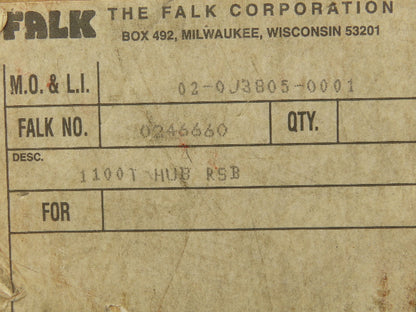 FALK THE FALK CORPORATION
BOX 492, MILWAUKEE, WISCONSIN 53201
M.O. & L.I. 02-0J3805-0001
FALK NO. 0246660 QTY.
DESC.
1100T HUB RSB
FOR